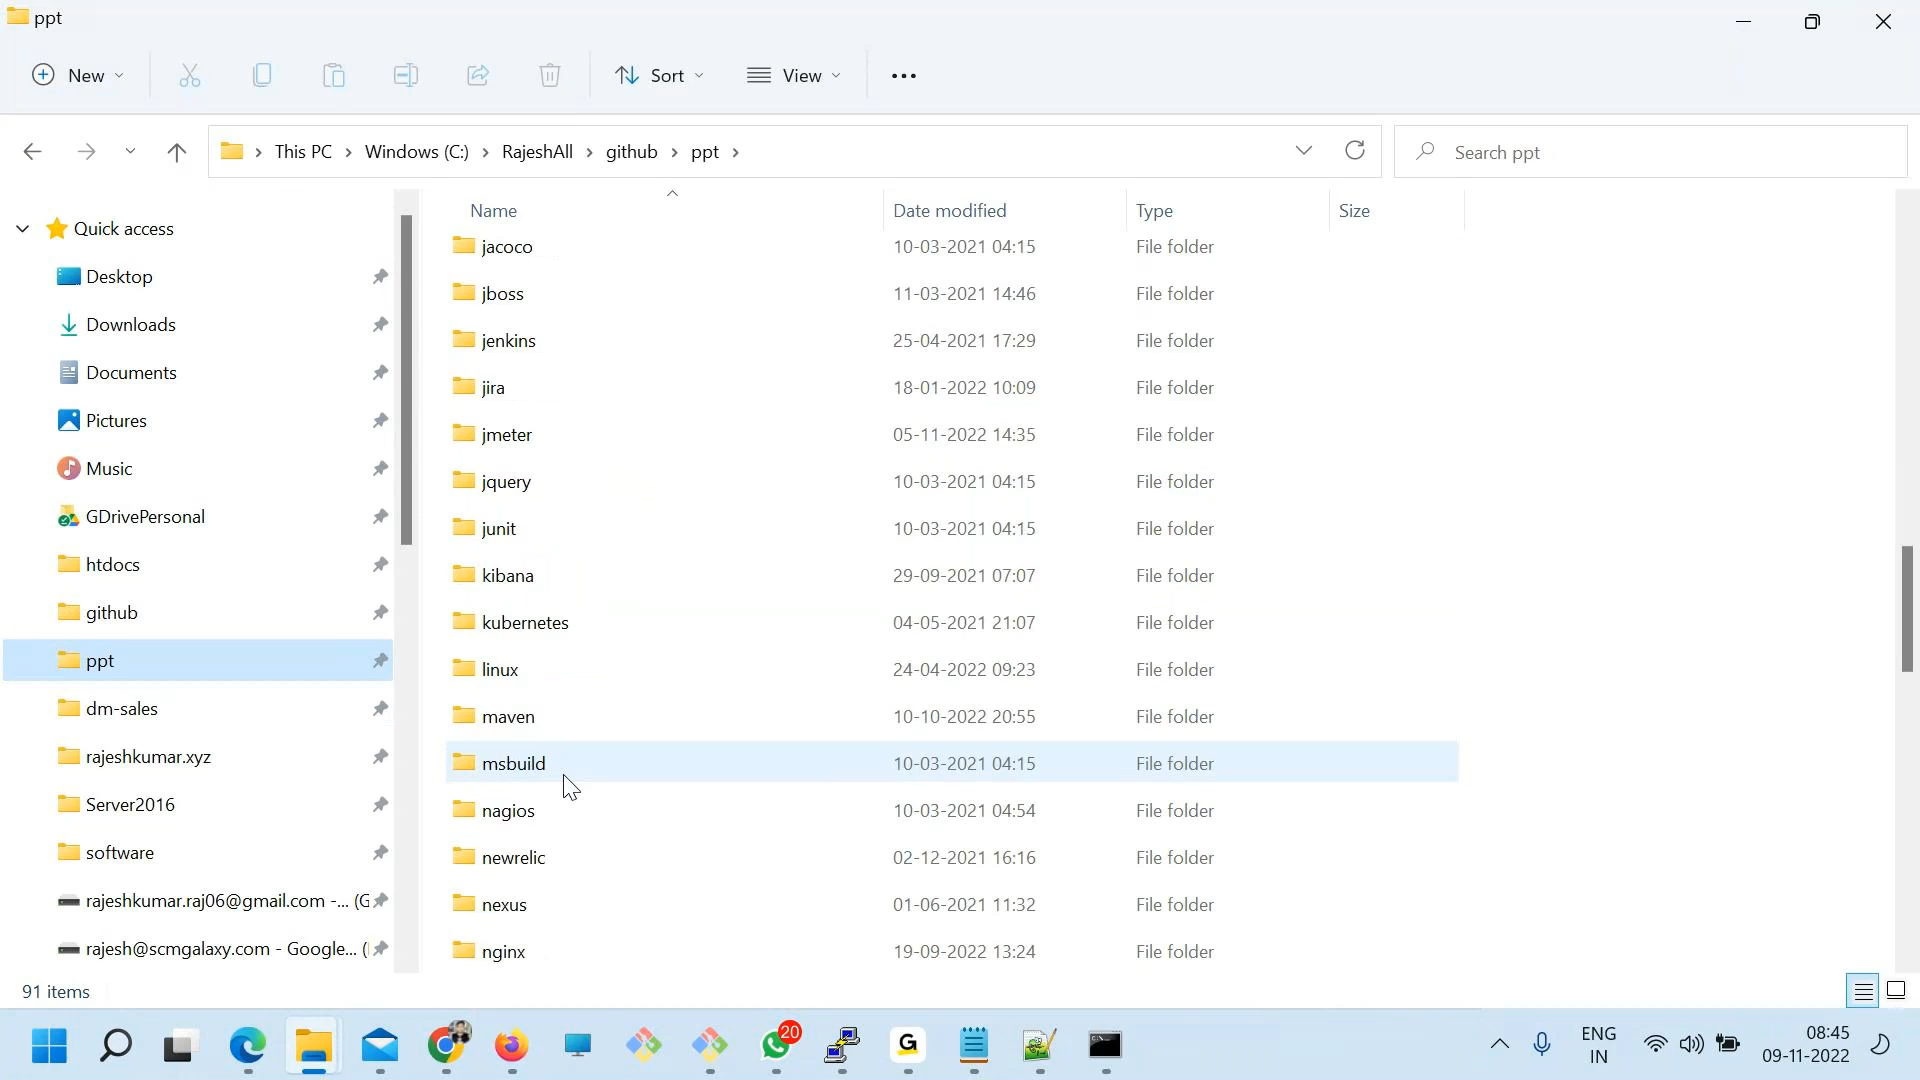 ppt
New
Sort
View
This PC > Windows (C:) > RajeshAll > github > ppt >
Search ppt
Quick access
Desktop
Downloads
Documents
Pictures
Music
GDrivePersonal
htdocs
github
ppt
dm-sales
rajeshkumar.xyz
Server2016
software
rajeshkumar.raj06@gmail.com -... (G
rajesh@scmgalaxy.com - Google... (
Name Date modified Type Size
jacoco 10-03-2021 04:15 File folder
jboss 11-03-2021 14:46 File folder
jenkins 25-04-2021 17:29 File folder
jira 18-01-2022 10:09 File folder
jmeter 05-11-2022 14:35 File folder
jquery 10-03-2021 04:15 File folder
junit 10-03-2021 04:15 File folder
kibana 29-09-2021 07:07 File folder
kubernetes 04-05-2021 21:07 File folder
linux 24-04-2022 09:23 File folder
maven 10-10-2022 20:55 File folder
msbuild 10-03-2021 04:15 File folder
nagios 10-03-2021 04:54 File folder
newrelic 02-12-2021 16:16 File folder
nexus 01-06-2021 11:32 File folder
nginx 19-09-2022 13:24 File folder
91 items
20
G
ENG
IN
08:45
09-11-2022